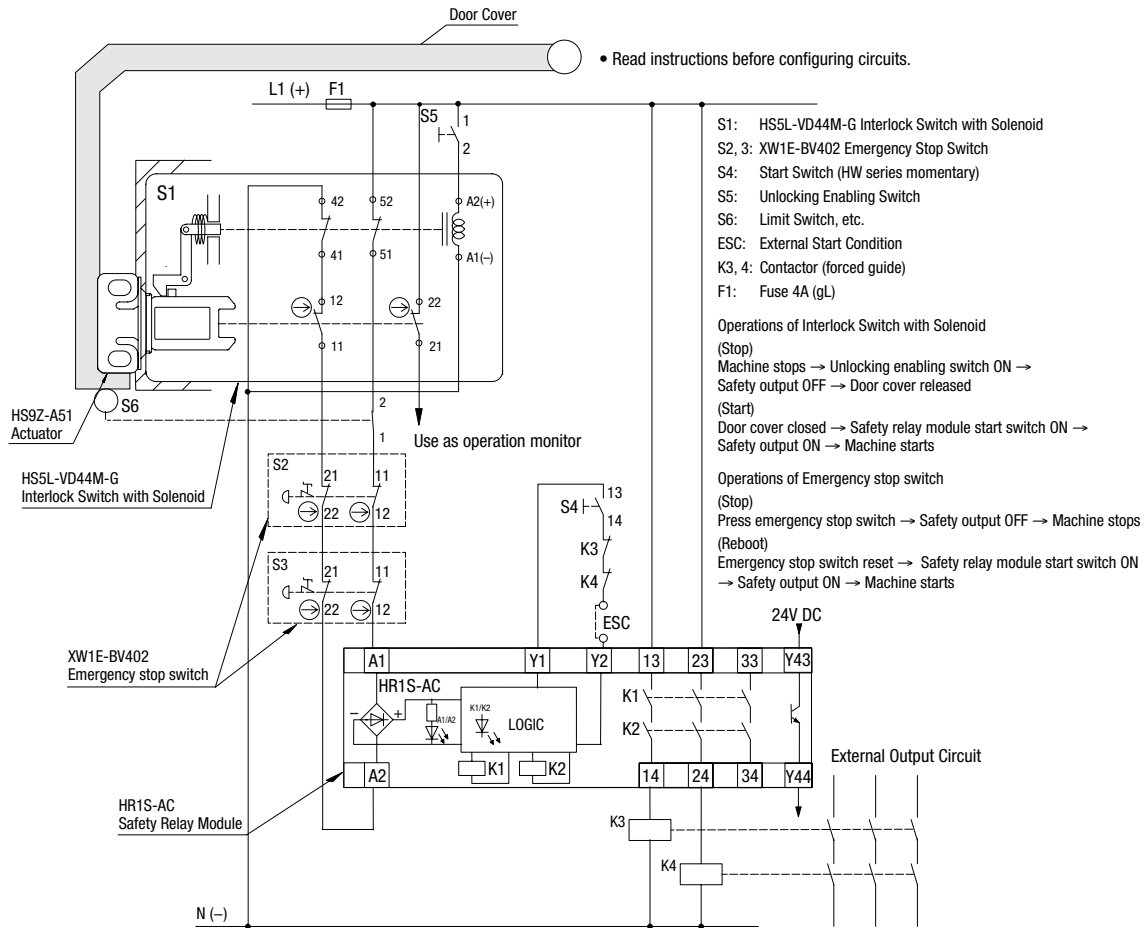 Door Cover
• Read instructions before configuring circuits.
L1 (+) F1
S5 1
2
S1: HS5L-VD44M-G Interlock Switch with Solenoid
S2, 3: XW1E-BV402 Emergency Stop Switch
S4: Start Switch (HW series momentary)
S5: Unlocking Enabling Switch
S6: Limit Switch, etc.
ESC: External Start Condition
K3, 4: Contactor (forced guide)
F1: Fuse 4A (gL)
Operations of Interlock Switch with Solenoid
(Stop)
Machine stops → Unlocking enabling switch ON →
Safety output OFF → Door cover released
(Start)
Door cover closed → Safety relay module start switch ON →
Safety output ON → Machine starts
Operations of Emergency stop switch
(Stop)
Press emergency stop switch → Safety output OFF → Machine stops
(Reboot)
Emergency stop switch reset → Safety relay module start switch ON
→ Safety output ON → Machine starts
S1
42 52 A2(+)
41 51 A1(–)
12 22
11 21
S6
2
1
HS9Z-A51
Actuator
Use as operation monitor
HS5L-VD44M-G
Interlock Switch with Solenoid
S2 21 11
22 12
S3 21 11
22 12
S4 13
14
K3
K4
ESC
24V DC
XW1E-BV402
Emergency stop switch
A1 Y1 Y2 13 23 33 Y43
HR1S-AC
– +
A1/A2
K1/K2
LOGIC
K1
K2
K1 K2
A2 14 24 34 Y44
External Output Circuit
HR1S-AC
Safety Relay Module
K3
K4
N (–)